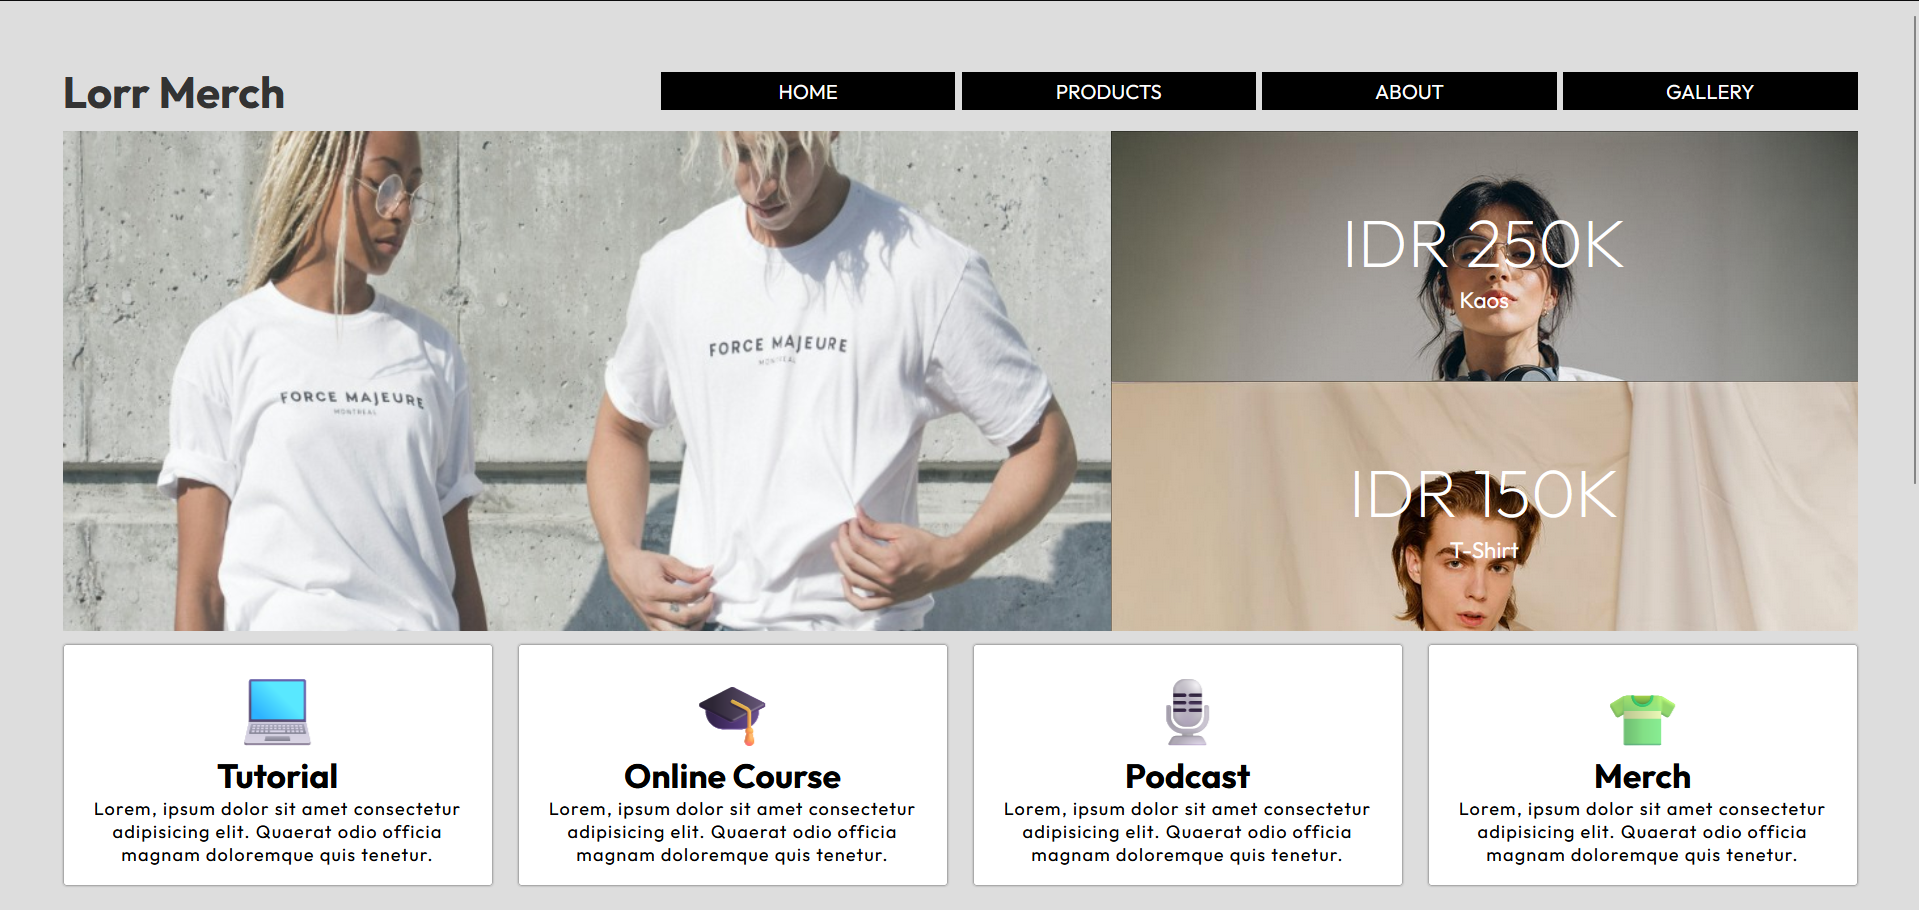 Lorr Merch
HOME
PRODUCTS
ABOUT
GALLERY
FORCE MAJEURE
MONTREAL
FORCE MAJEURE
MONTREAL
IDR 250K
Kaos
IDR 150K
T-Shirt
Tutorial
Lorem, ipsum dolor sit amet consectetur
adipisicing elit. Quaerat odio officia
magnam doloremque quis tenetur.
Online Course
Lorem, ipsum dolor sit amet consectetur
adipisicing elit. Quaerat odio officia
magnam doloremque quis tenetur.
Podcast
Lorem, ipsum dolor sit amet consectetur
adipisicing elit. Quaerat odio officia
magnam doloremque quis tenetur.
Merch
Lorem, ipsum dolor sit amet consectetur
adipisicing elit. Quaerat odio officia
magnam doloremque quis tenetur.